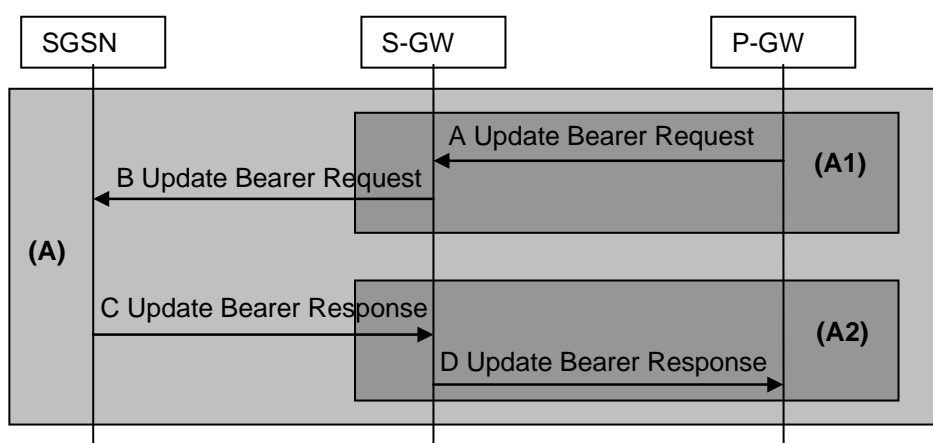 SGSN
S-GW
P-GW
A Update Bearer Request
(A1)
B Update Bearer Request
(A)
C Update Bearer Response
(A2)
D Update Bearer Response